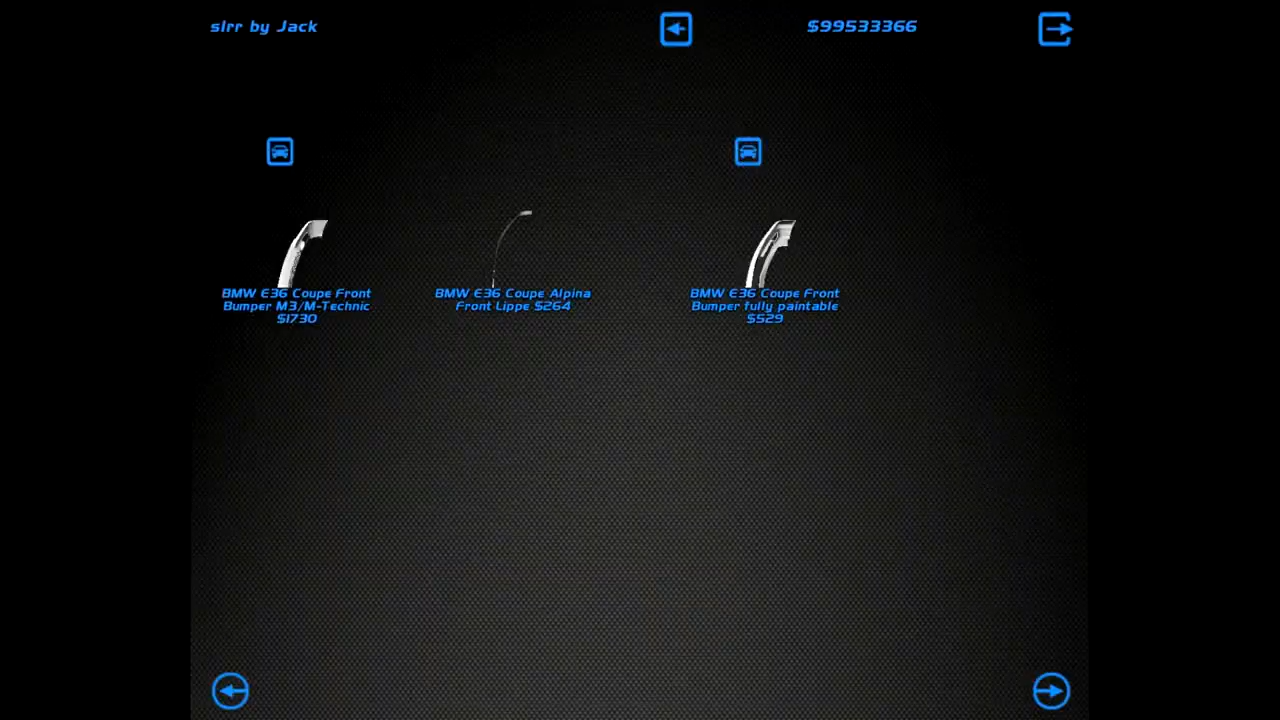 slrr by Jack
$99533366
BMW E36 Coupe Front
Bumper M3/M-Technic
$1730
BMW E36 Coupe Alpina
Front Lippe $264
BMW E36 Coupe Front
Bumper fully paintable
$529